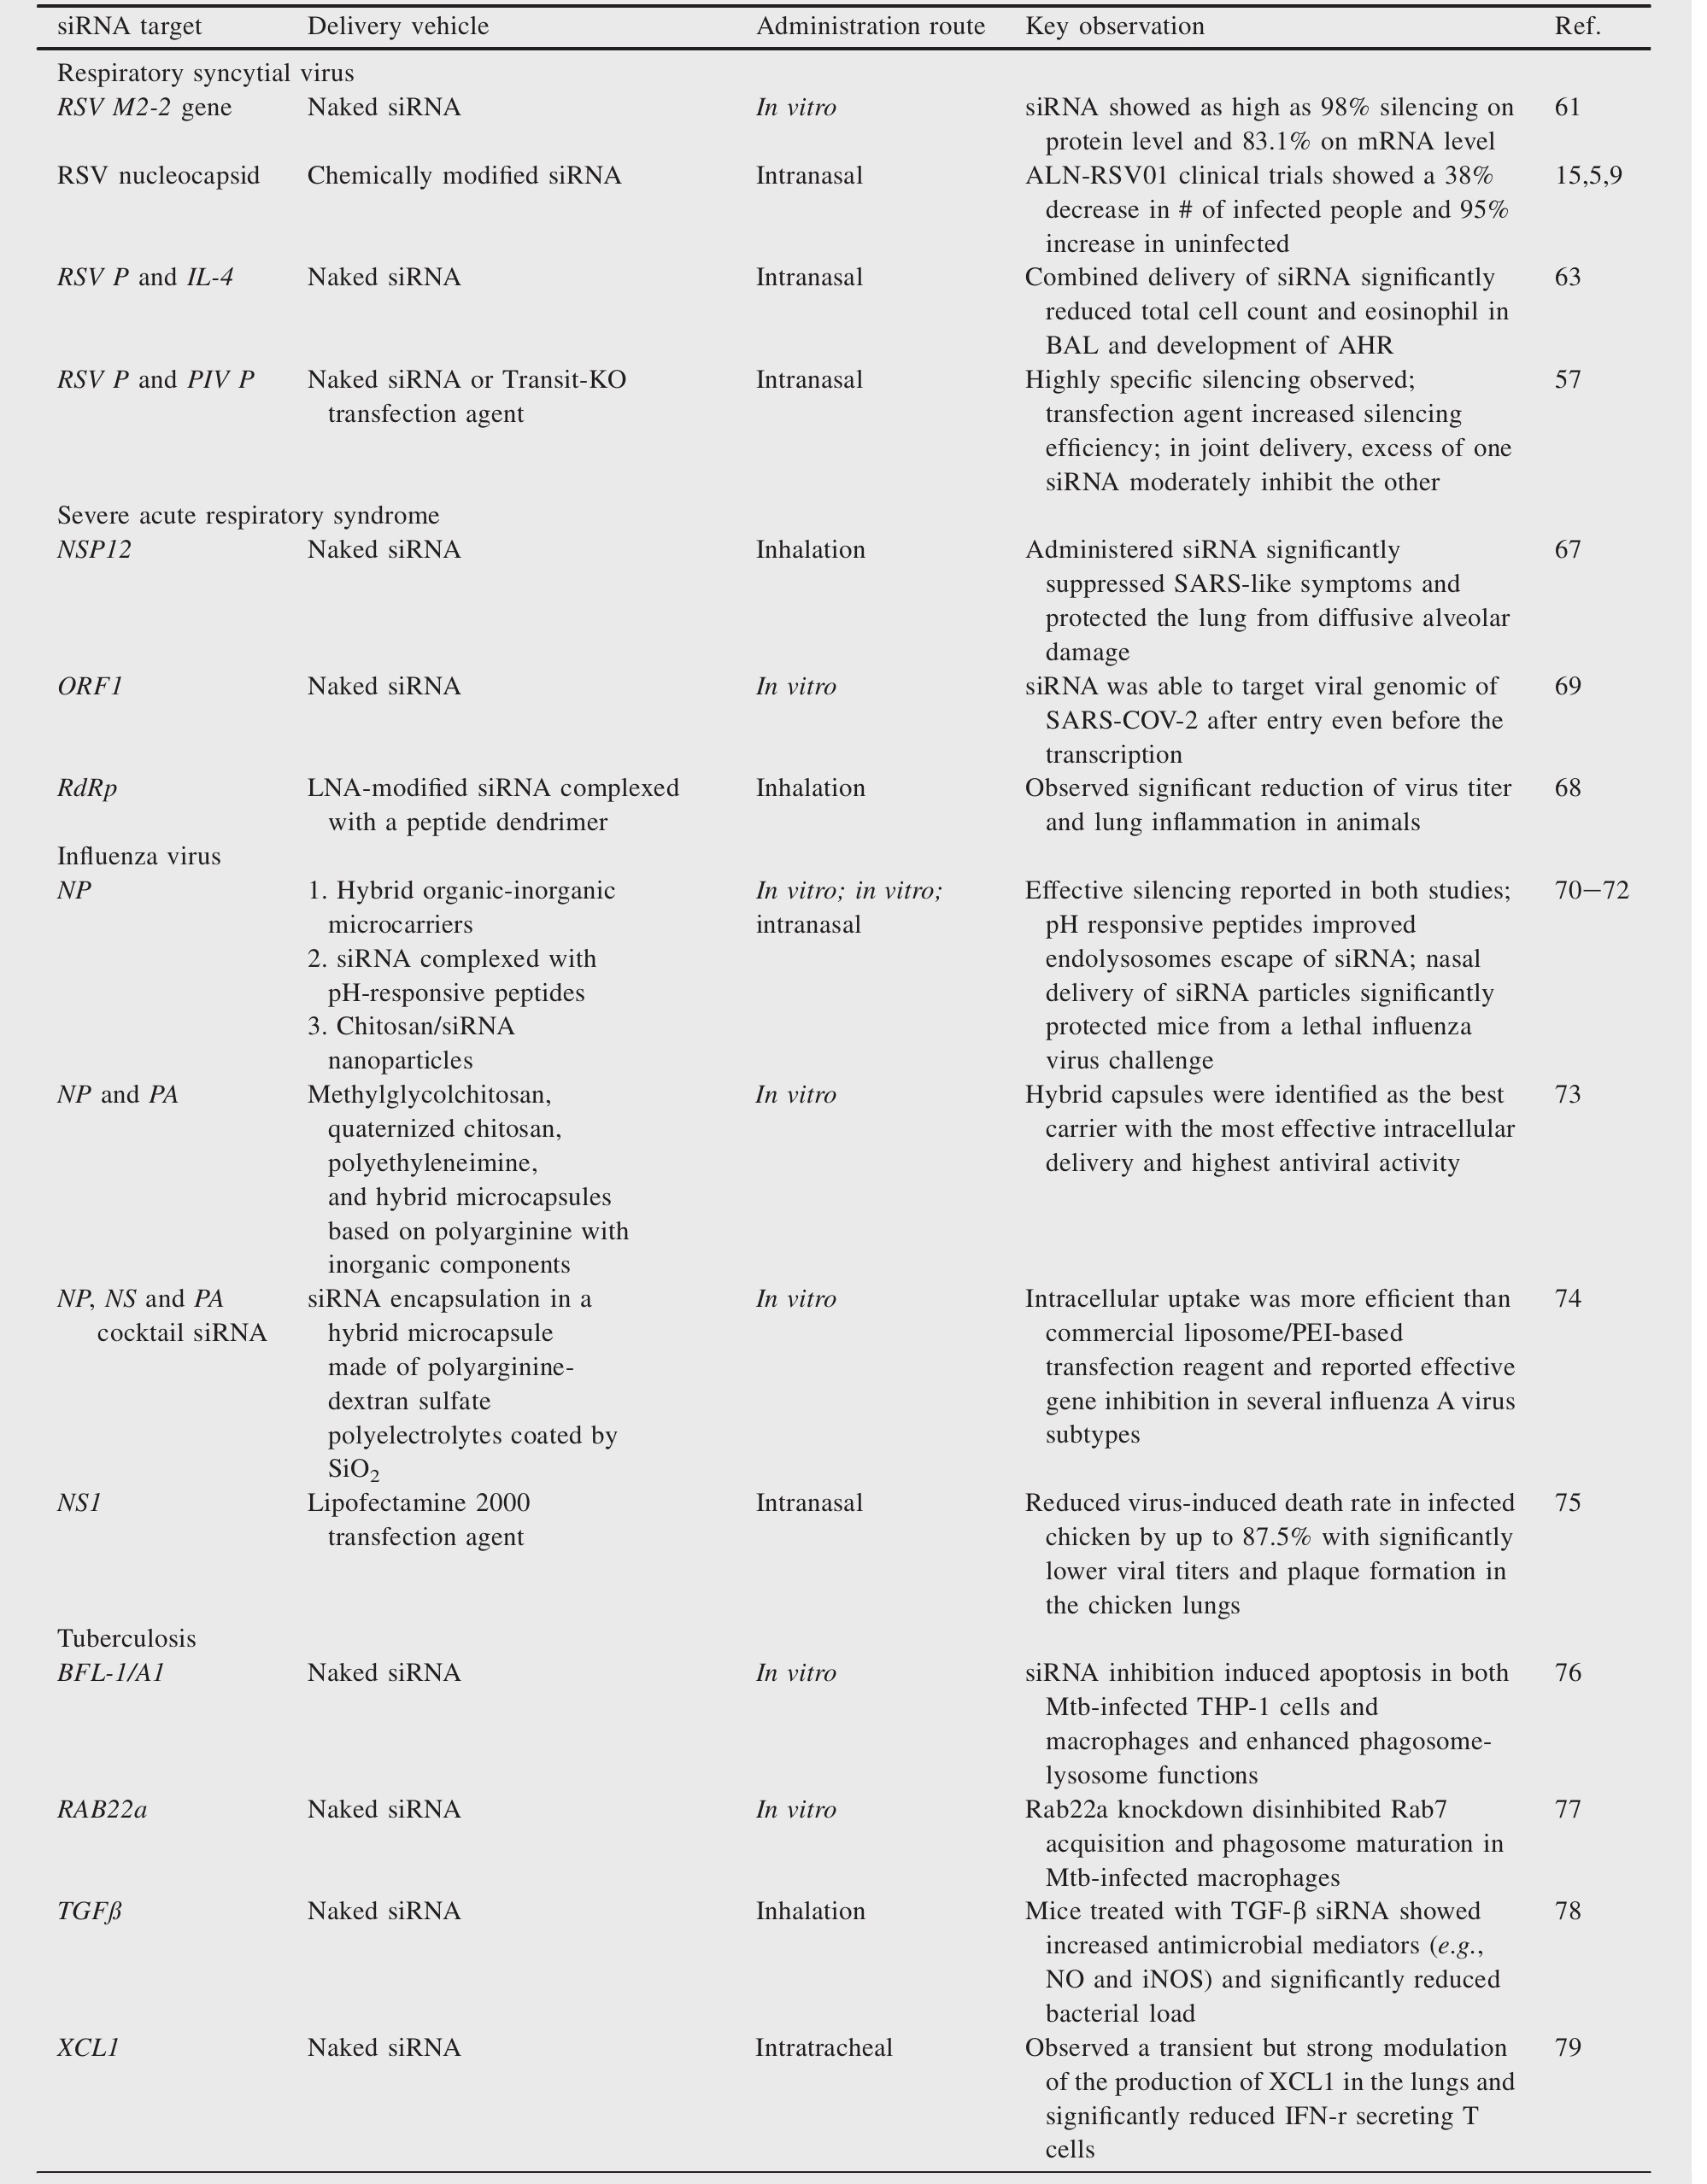 siRNA target Delivery vehicle Administration route Key observation Ref.
Respiratory syncytial virus
RSV M2-2 gene Naked siRNA In vitro siRNA showed as high as 98% silencing on 61
protein level and 83.1% on mRNA level
RSV nucleocapsid Chemically modified siRNA Intranasal ALN-RSV01 clinical trials showed a 38% 15,5,9
decrease in # of infected people and 95%
increase in uninfected
RSV P and IL-4 Naked siRNA Intranasal Combined delivery of siRNA significantly 63
reduced total cell count and eosinophil in
BAL and development of AHR
RSV P and PIV P Naked siRNA or Transit-KO Intranasal Highly specific silencing observed; 57
transfection agent transfection agent increased silencing
efficiency; in joint delivery, excess of one
siRNA moderately inhibit the other
Severe acute respiratory syndrome
NSP12 Naked siRNA Inhalation Administered siRNA significantly 67
suppressed SARS-like symptoms and
protected the lung from diffusive alveolar
damage
ORF1 Naked siRNA In vitro siRNA was able to target viral genomic of 69
SARS-COV-2 after entry even before the
transcription
RdRp LNA-modified siRNA complexed Inhalation Observed significant reduction of virus titer 68
with a peptide dendrimer and lung inflammation in animals
Influenza virus
NP 1. Hybrid organic-inorganic In vitro; in vitro; Effective silencing reported in both studies; 70–72
microcarriers intranasal pH responsive peptides improved
2. siRNA complexed with endolysosomes escape of siRNA; nasal
pH-responsive peptides delivery of siRNA particles significantly
3. Chitosan/siRNA protected mice from a lethal influenza
nanoparticles virus challenge
NP and PA Methylglycolchitosan, In vitro Hybrid capsules were identified as the best 73
quaternized chitosan, carrier with the most effective intracellular
polyethyleneimine, delivery and highest antiviral activity
and hybrid microcapsules
based on polyarginine with
inorganic components
NP, NS and PA siRNA encapsulation in a In vitro Intracellular uptake was more efficient than 74
cocktail siRNA hybrid microcapsule commercial liposome/PEI-based
made of polyarginine- transfection reagent and reported effective
dextran sulfate gene inhibition in several influenza A virus
polyelectrolytes coated by subtypes
SiO₂
NS1 Lipofectamine 2000 Intranasal Reduced virus-induced death rate in infected 75
transfection agent chicken by up to 87.5% with significantly
lower viral titers and plaque formation in
the chicken lungs
Tuberculosis
BFL-1/A1 Naked siRNA In vitro siRNA inhibition induced apoptosis in both 76
Mtb-infected THP-1 cells and
macrophages and enhanced phagosome-
lysosome functions
RAB22a Naked siRNA In vitro Rab22a knockdown disinhibited Rab7 77
acquisition and phagosome maturation in
Mtb-infected macrophages
TGFß Naked siRNA Inhalation Mice treated with TGF-β siRNA showed 78
increased antimicrobial mediators (e.g.,
NO and iNOS) and significantly reduced
bacterial load
XCL1 Naked siRNA Intratracheal Observed a transient but strong modulation 79
of the production of XCL1 in the lungs and
significantly reduced IFN-r secreting T
cells